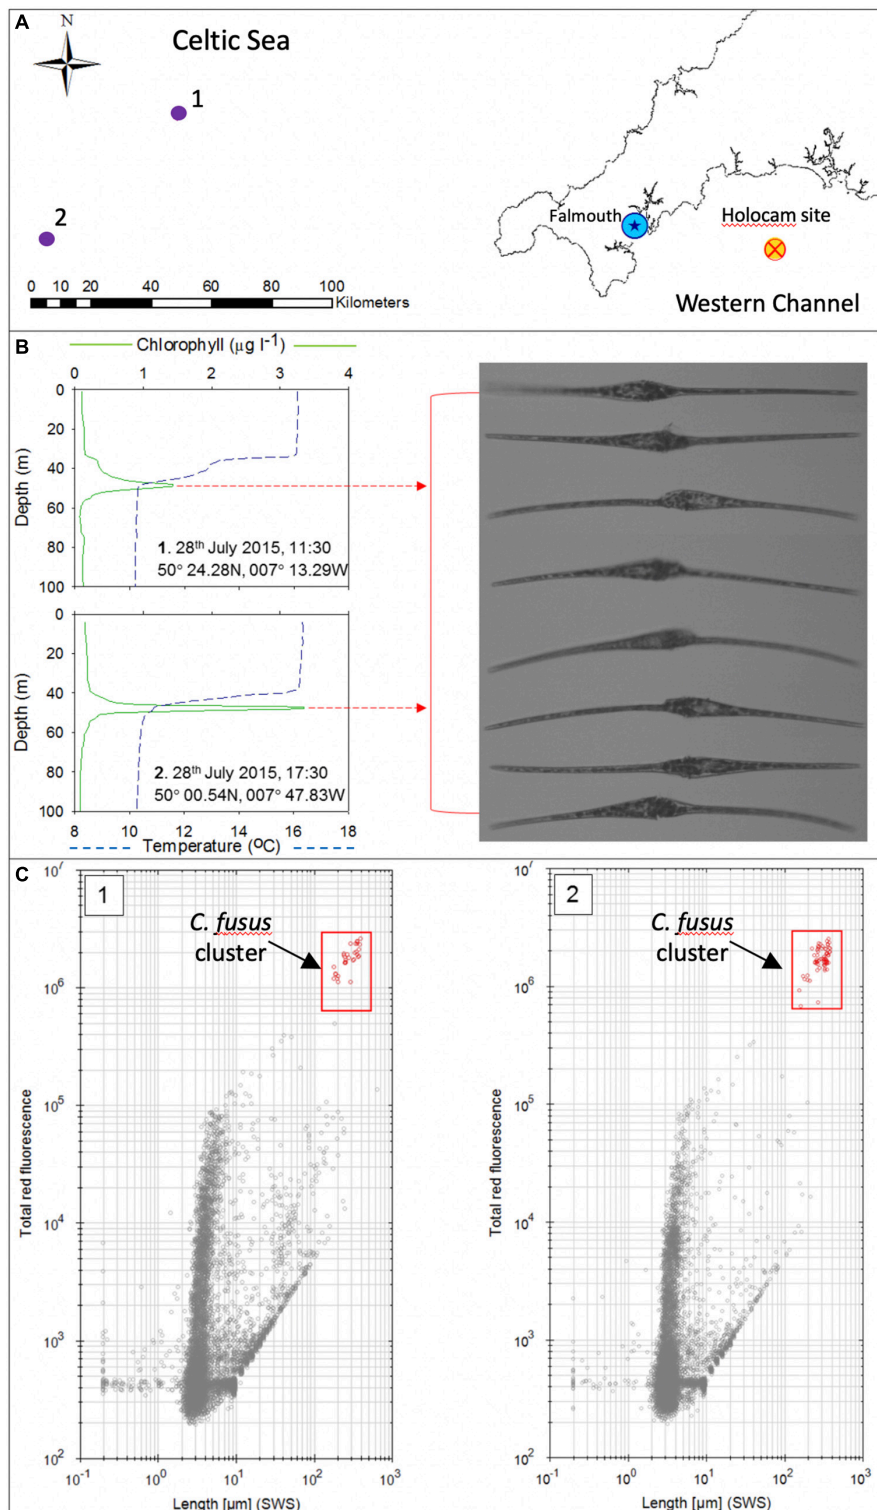 A
N
Celtic Sea
1
2
Falmouth
Holocam site
0 5 10 20 40 60 80 100
Kilometers
Western Channel
B
Chlorophyll (µg l-1)
0 1 2 3 4
0
20
40
60
80
100
Depth (m)
1. 28th July 2015, 11:30
50° 24.28N, 007° 13.29W
0
20
40
60
80
100
Depth (m)
2. 28th July 2015, 17:30
50° 00.54N, 007° 47.83W
8 10 12 14 16 18
Temperature (oC)
C
1
C. fusus
cluster
10^7
10^6
10^5
10^4
10^3
10^2
Total red fluorescence
10^-1 10^0 10^1 10^2 10^3
Length [µm] (SWS)
2
C. fusus
cluster
10^7
10^6
10^5
10^4
10^3
10^2
Total red fluorescence
10^-1 10^0 10^1 10^2 10^3
Length [µm] (SWS)